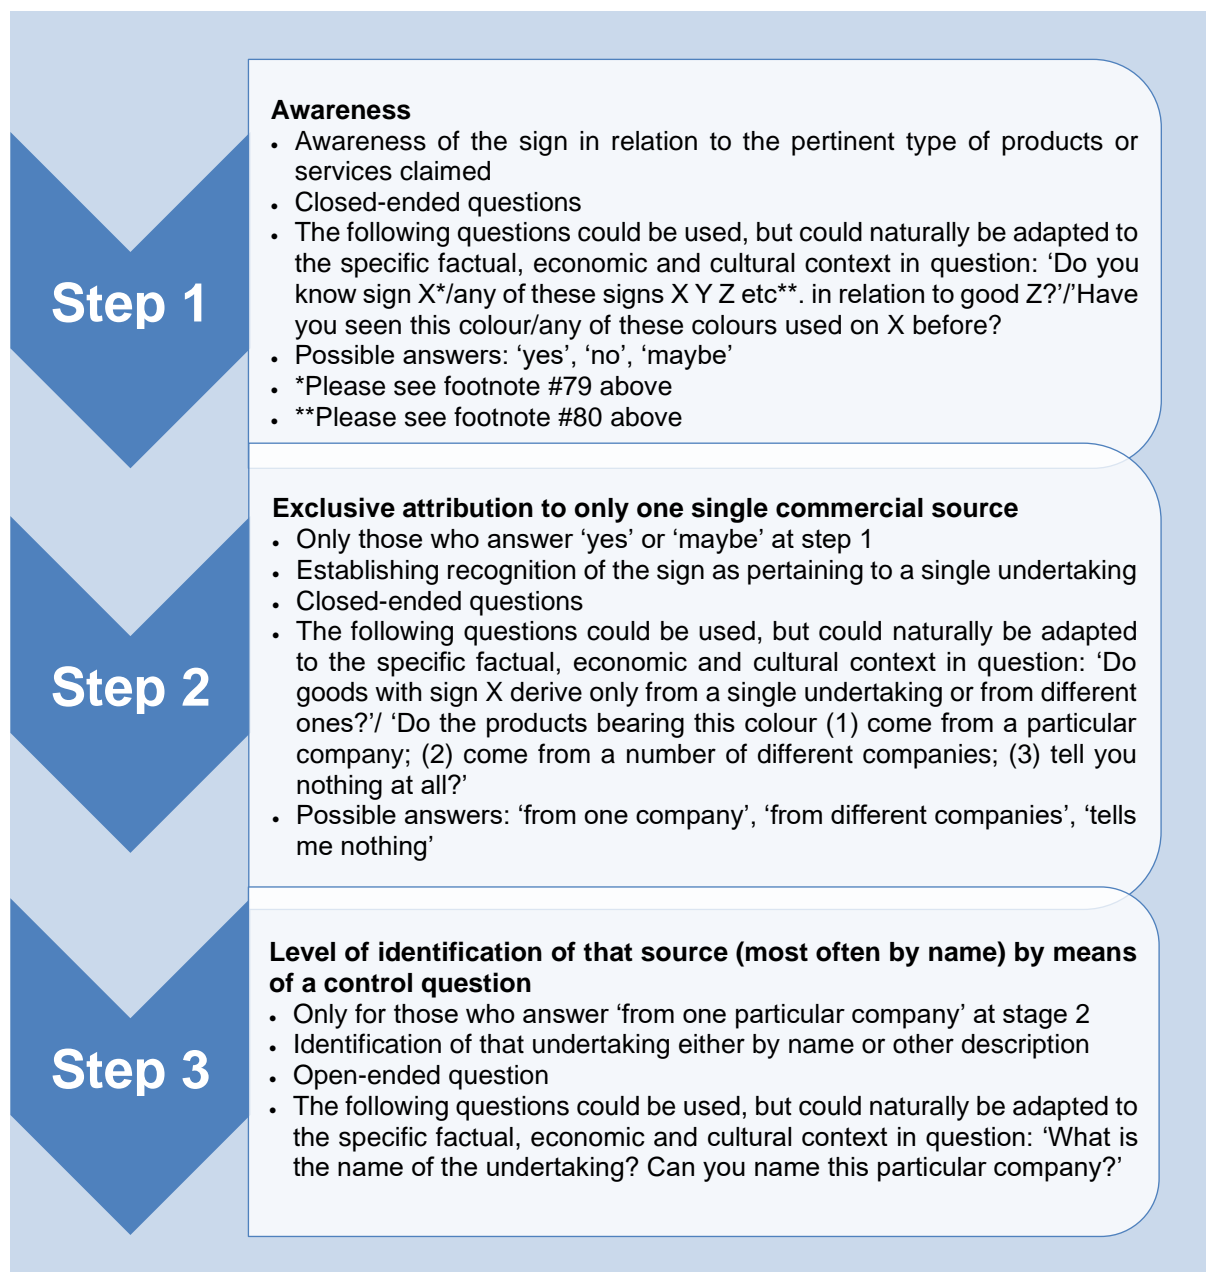 Step 1
Awareness
• Awareness of the sign in relation to the pertinent type of products or
services claimed
• Closed-ended questions
• The following questions could be used, but could naturally be adapted to
the specific factual, economic and cultural context in question: ‘Do you
know sign X*/any of these signs X Y Z etc**. in relation to good Z?’/’Have
you seen this colour/any of these colours used on X before?
• Possible answers: ‘yes’, ‘no’, ‘maybe’
• *Please see footnote #79 above
• **Please see footnote #80 above
Step 2
Exclusive attribution to only one single commercial source
• Only those who answer ‘yes’ or ‘maybe’ at step 1
• Establishing recognition of the sign as pertaining to a single undertaking
• Closed-ended questions
• The following questions could be used, but could naturally be adapted
to the specific factual, economic and cultural context in question: ‘Do
goods with sign X derive only from a single undertaking or from different
ones?’/ ‘Do the products bearing this colour (1) come from a particular
company; (2) come from a number of different companies; (3) tell you
nothing at all?’
• Possible answers: ‘from one company’, ‘from different companies’, ‘tells
me nothing’
Step 3
Level of identification of that source (most often by name) by means
of a control question
• Only for those who answer ‘from one particular company’ at stage 2
• Identification of that undertaking either by name or other description
• Open-ended question
• The following questions could be used, but could naturally be adapted to
the specific factual, economic and cultural context in question: ‘What is
the name of the undertaking? Can you name this particular company?’